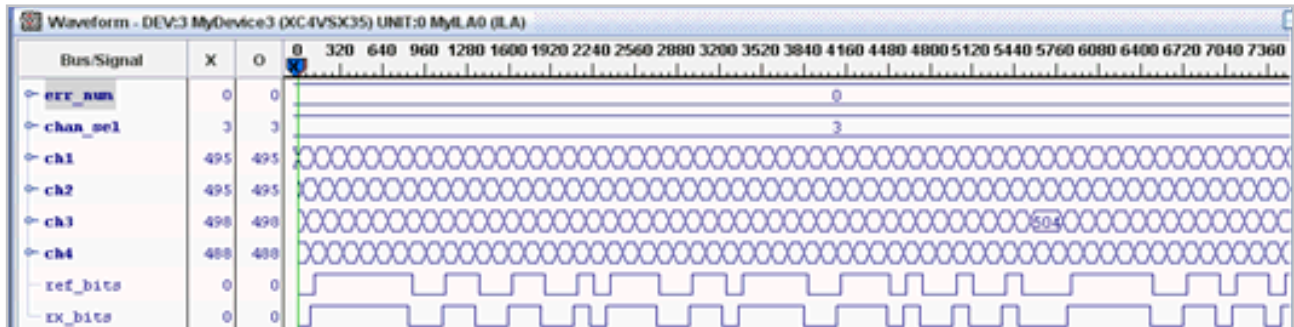 Waveform - DEV:3 MyDevice3 (XC4VSX35) UNIT:0 MyILA0 (ILA)
Bus/Signal X O 0 320 640 960 1280 1600 1920 2240 2560 2880 3200 3520 3840 4160 4480 4800 5120 5440 5760 6080 6400 6720 7040 7360
err_num 0 0 0
chan_sel 3 3 3
ch1 495 495
ch2 495 495
ch3 498 498 504
ch4 488 488
ref_bits 0 0
rx_bits 0 0